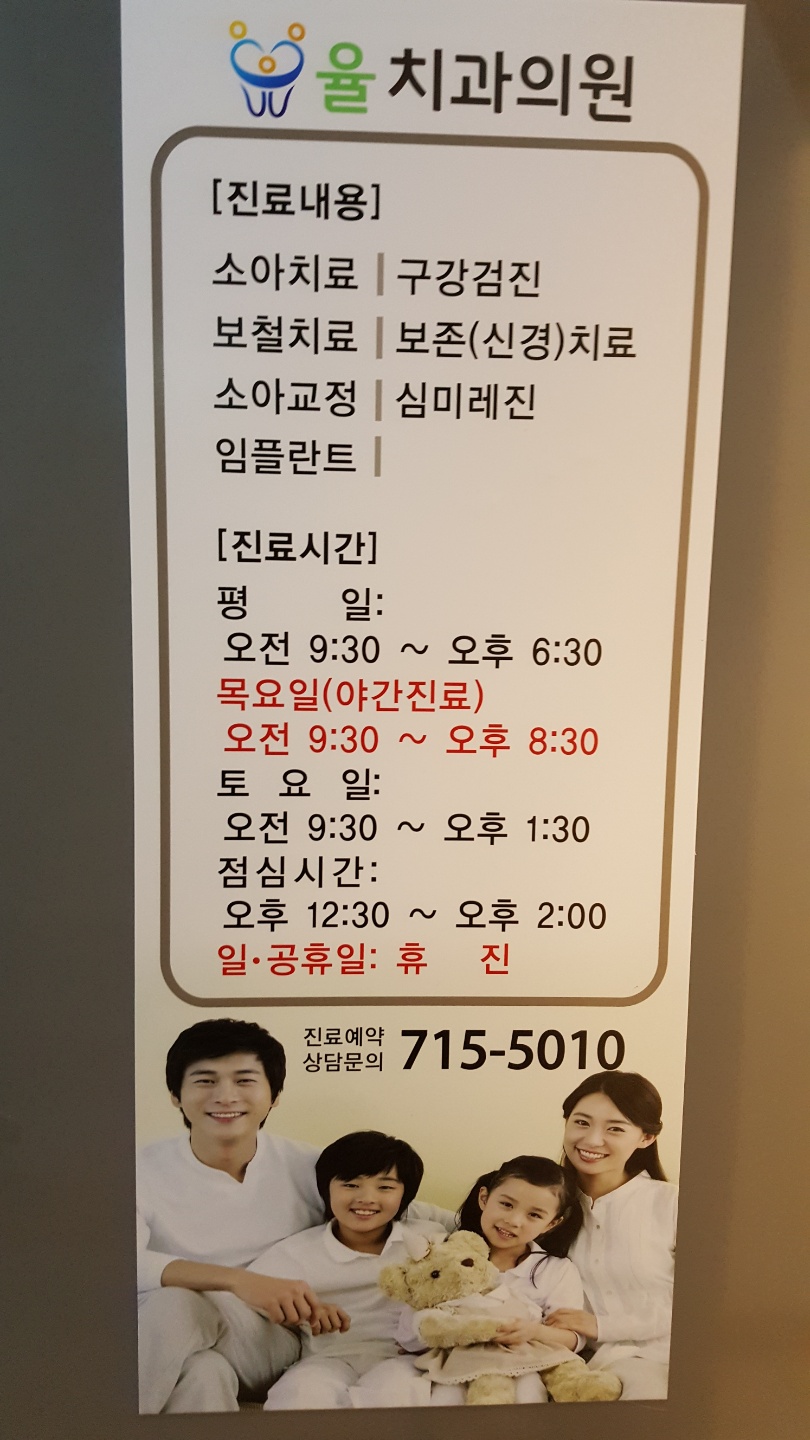 율 치과의원
[진료내용]
소아치료 | 구강검진
보철치료 | 보존(신경)치료
소아교정 | 심미레진
임플란트 |
[진료시간]
평 일:
오전 9:30 ~ 오후 6:30
목요일(야간진료)
오전 9:30 ~ 오후 8:30
토 요 일:
오전 9:30 ~ 오후 1:30
점심시간:
오후 12:30 ~ 오후 2:00
일·공휴일: 휴 진
진료예약
상담문의 715-5010